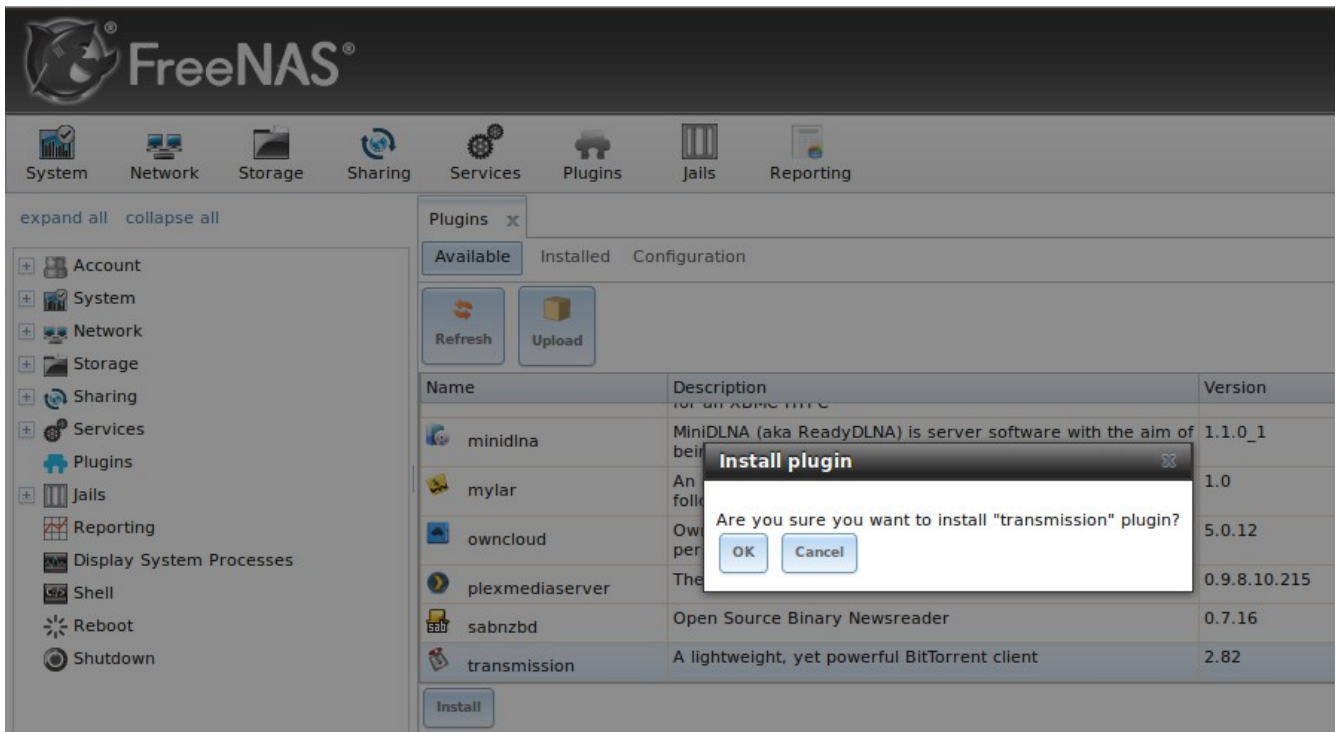 FreeNAS®
System Network Storage Sharing Services Plugins Jails Reporting
expand all collapse all
Account
System
Network
Storage
Sharing
Services
Plugins
Jails
Reporting
Display System Processes
Shell
Reboot
Shutdown
Plugins x
Available Installed Configuration
Refresh Upload
Name Description Version
for an XBMC HTPC
minidlna MiniDLNA (aka ReadyDLNA) is server software with the aim of 1.1.0_1
mylar An 1.0
owncloud 5.0.12
per
plexmediaserver The 0.9.8.10.215
sabnzbd Open Source Binary Newsreader 0.7.16
transmission A lightweight, yet powerful BitTorrent client 2.82
Install
Install plugin
Are you sure you want to install "transmission" plugin?
OK Cancel